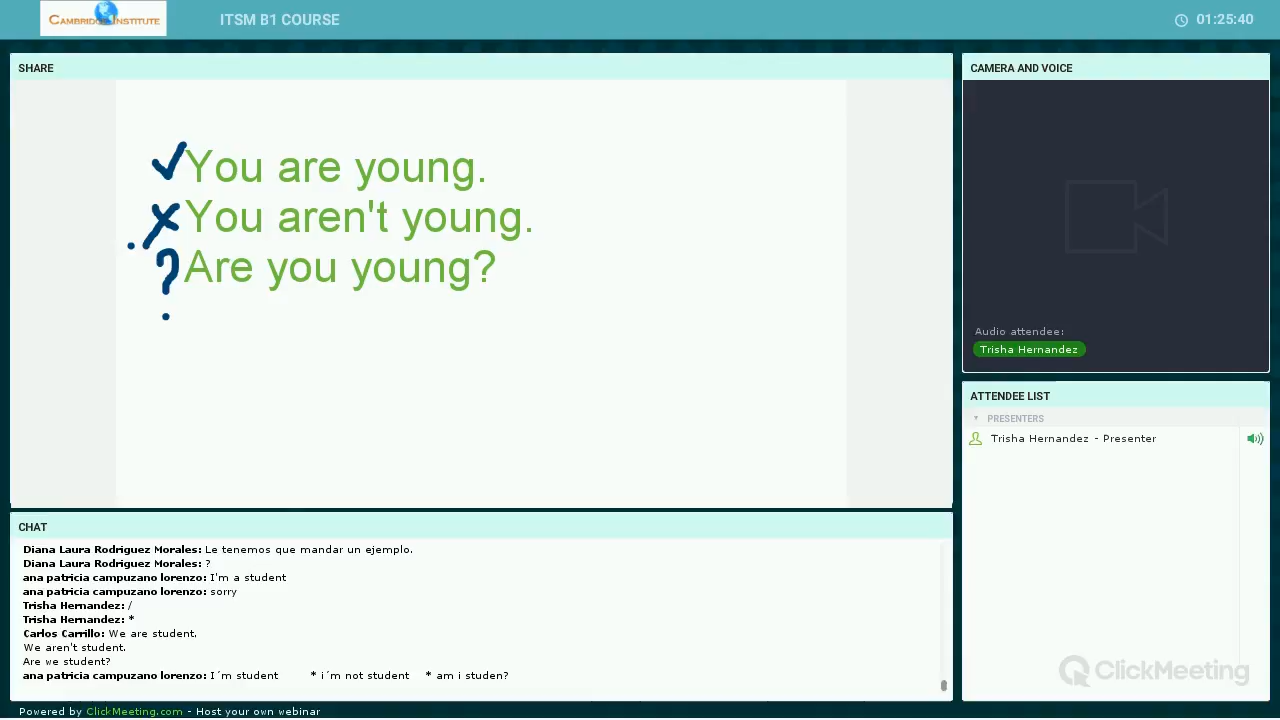 CAMBRIDGE INSTITUTE
ITSM B1 COURSE
01:25:40
SHARE
You are young.
You aren't young.
Are you young?
?
CAMERA AND VOICE
Audio attendee:
Trisha Hernandez
ATTENDEE LIST
PRESENTERS
Trisha Hernandez - Presenter
ClickMeeting
CHAT
Diana Laura Rodriguez Morales: Le tenemos que mandar un ejemplo.
Diana Laura Rodriguez Morales: ?
ana patricia campuzano lorenzo: I'm a student
ana patricia campuzano lorenzo: sorry
Trisha Hernandez: /
Trisha Hernandez: *
Carlos Carrillo: We are student.
We aren't student.
Are we student?
ana patricia campuzano lorenzo: I´m student * i´m not student * am i studen?
Powered by ClickMeeting.com - Host your own webinar